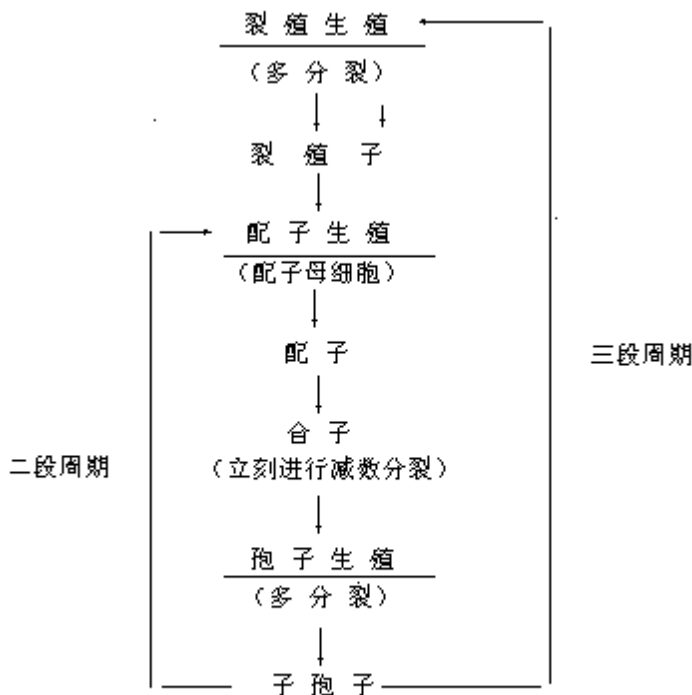 裂殖生殖
(多分裂)
裂殖子
配子生殖
(配子母细胞)
配子
三段周期
合子
二段周期
(立刻进行减数分裂)
孢子生殖
(多分裂)
子孢子